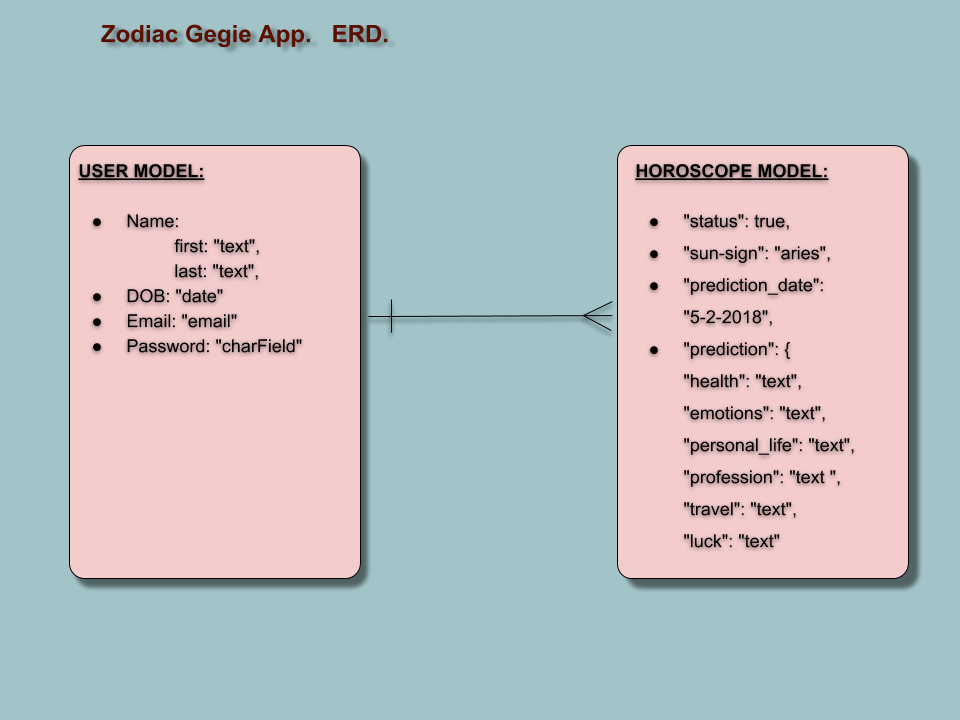 Zodiac Gegie App.   ERD.
USER MODEL:
● Name:
first: "text",
last: "text",
● DOB: "date"
● Email: "email"
● Password: "charField"
HOROSCOPE MODEL:
● "status": true,
● "sun-sign": "aries",
● "prediction_date":
"5-2-2018",
● "prediction": {
"health": "text",
"emotions": "text",
"personal_life": "text",
"profession": "text ",
"travel": "text",
"luck": "text"